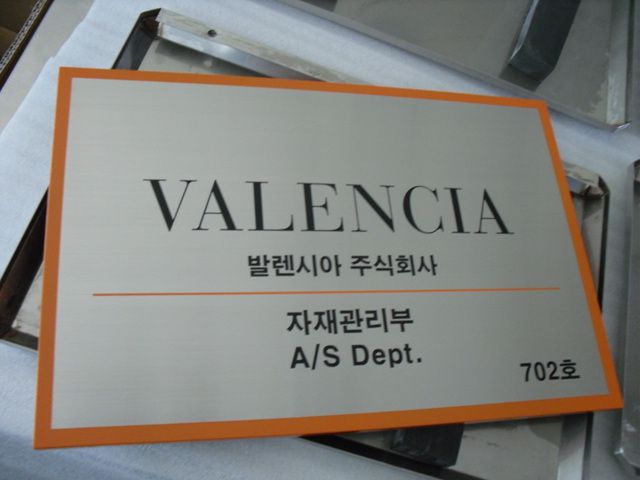 VALENCIA
발렌시아 주식회사
자재관리부
A/S Dept.
702호